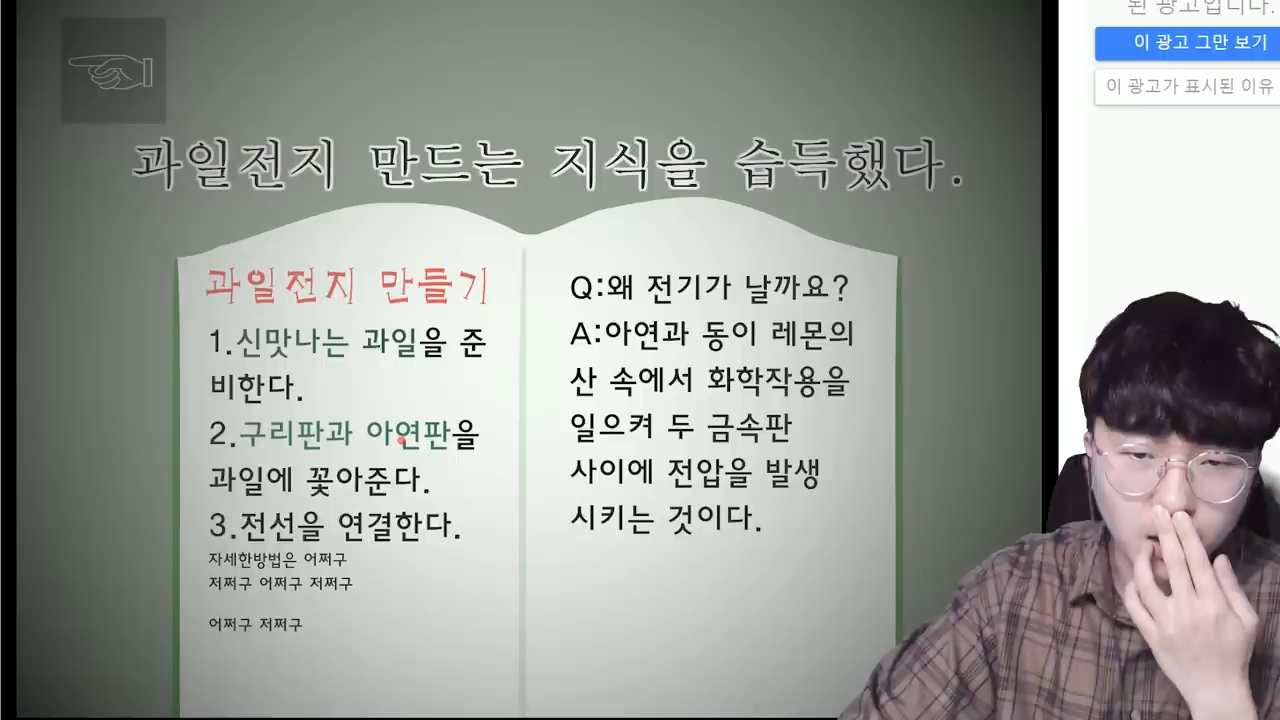 된 광고입니다.
이 광고 그만 보기
이 광고가 표시된 이유
과일전지 만드는 지식을 습득했다.
과일전지 만들기
1.신맛나는 과일을 준
비한다.
2.구리판과 아연판을
과일에 꽃아준다.
3.전선을 연결한다.
자세한방법은 어쩌구
저쩌구 어쩌구 저쩌구
어쩌구 저쩌구
Q:왜 전기가 날까요?
A:아연과 동이 레몬의
산 속에서 화학작용을
일으켜 두 금속판
사이에 전압을 발생
시키는 것이다.